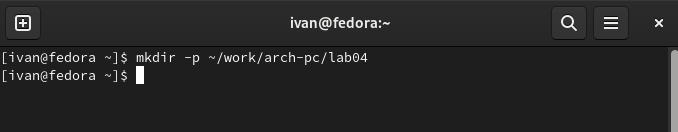 ivan@fedora:~
[ivan@fedora ~]$ mkdir -p ~/work/arch-pc/lab04
[ivan@fedora ~]$